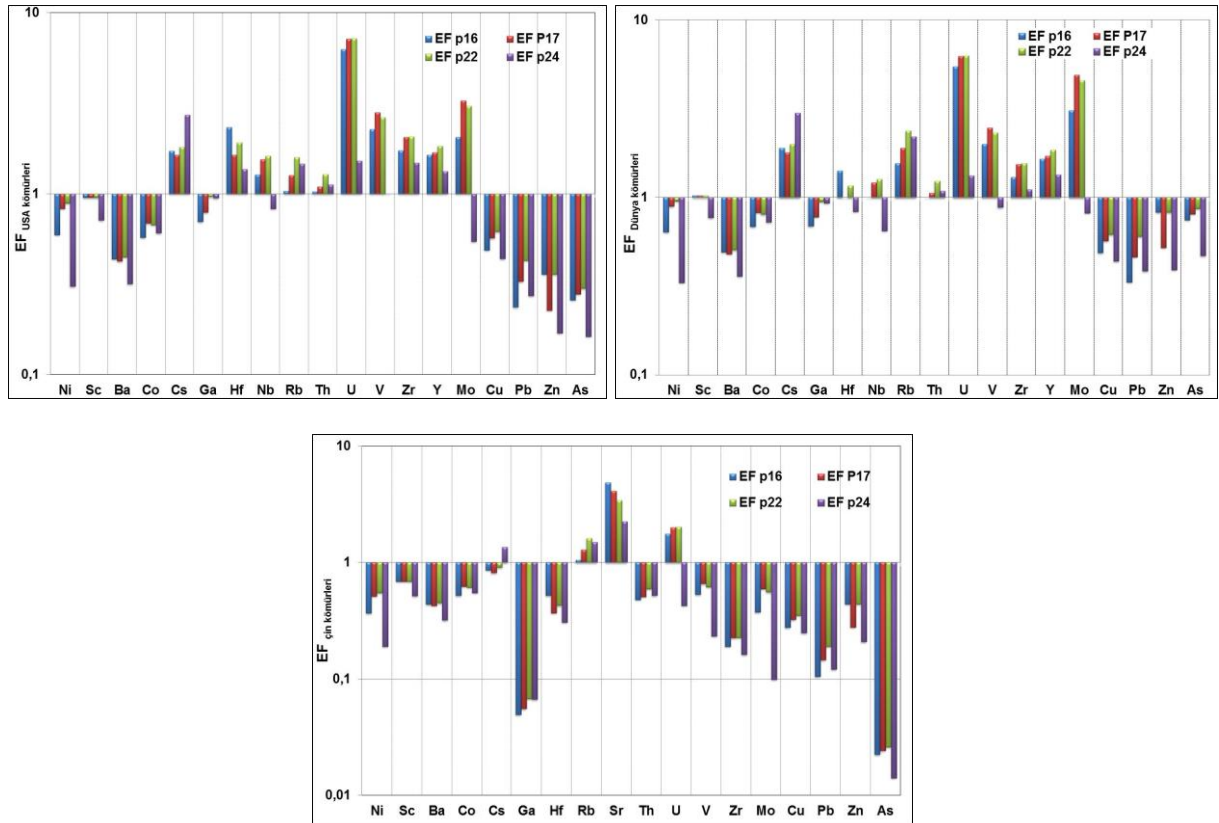 10
EF p16 EF P17
EF p22 EF p24
1
0,1
EF USA kömürleri
Ni Sc Ba Co Cs Ga Hf Nb Rb Th U V Zr Y Mo Cu Pb Zn As
10
EF p16 EF P17
EF p22 EF p24
1
0,1
EF Dünya kömürleri
Ni Sc Ba Co Cs Ga Hf Nb Rb Th U V Zr Y Mo Cu Pb Zn As
10
EF p16 EF P17
EF p22 EF p24
1
0,1
0,01
EF çin kömürleri
Ni Sc Ba Co Cs Ga Hf Rb Sr Th U V Zr Mo Cu Pb Zn As